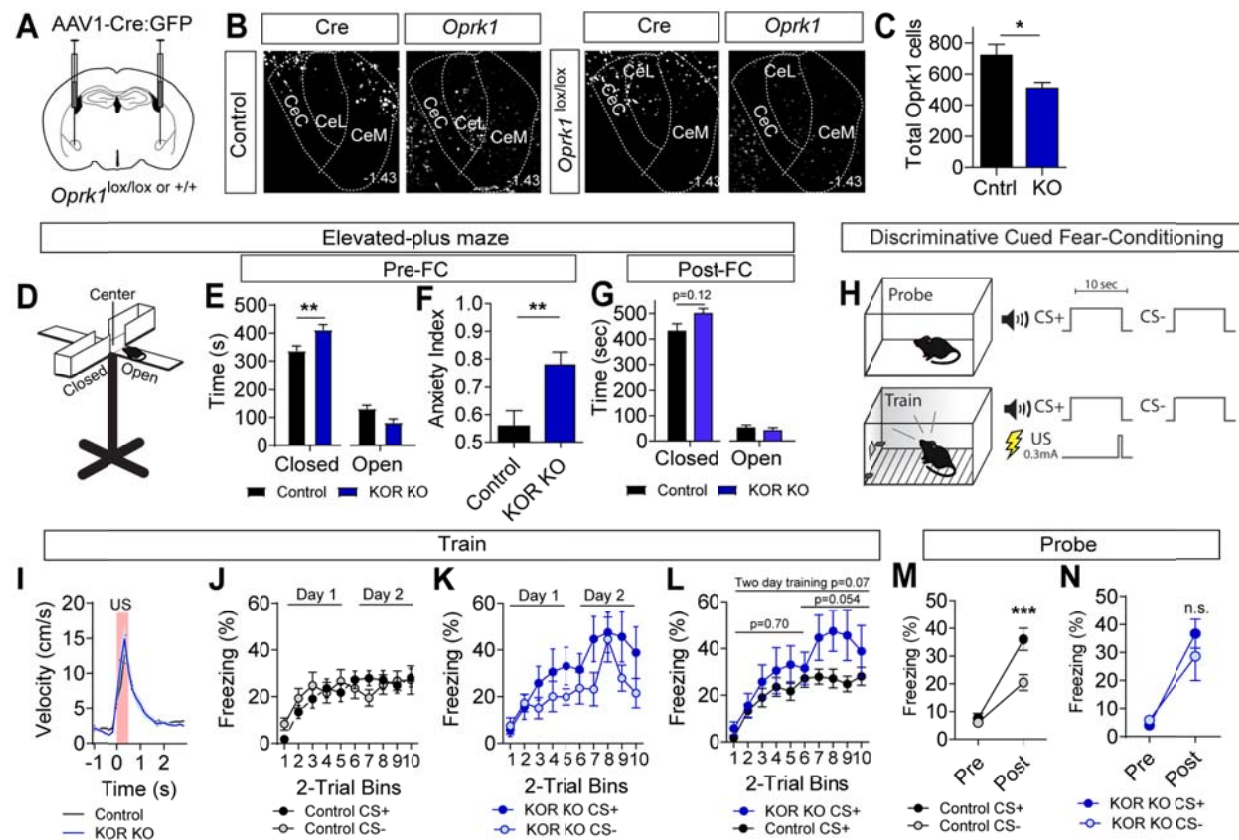 A
AAV1-Cre:GFP
Oprk1 lox/lox or +/+
B
Cre
Oprk1
Cre
Oprk1
Control
Oprk1 lox/lox
CeC
CeL
CeL
CeM
-1.43
CeC
CeL
CeM
-1.43
C
*
Total Oprk1 cells
800
600
400
200
0
Cntrl KO
Elevated-plus maze
Discriminative Cued Fear-Conditioning
Pre-FC
Post-FC
D
Center
Closed
Open
E
Time (s)
500
400
300
200
100
0
**
Closed Open
Control KOR KO
F
Anxiety Index
1.0
0.9
0.8
0.7
0.6
0.5
**
Control
KOR KO
G
Time (sec)
500
400
300
200
100
0
p=0.12
Closed Open
Control KOR KO
H
Probe
10 sec
CS+
CS-
Train
CS+
CS-
US
0.3mA
Train
Probe
I
US
Velocity (cm/s)
25
20
15
10
5
0
-1 0 1 2
Time (s)
Control
KOR KO
J
Day 1 Day 2
Freezing (%)
60
40
20
0
1 2 3 4 5 6 7 8 9 10
2-Trial Bins
Control CS+
Control CS-
K
Day 1 Day 2
Freezing (%)
60
40
20
0
1 2 3 4 5 6 7 8 9 10
2-Trial Bins
KOR KO CS+
KOR KO CS-
L
Two day training p=0.07
p=0.054
p=0.70
Freezing (%)
60
40
20
0
1 2 3 4 5 6 7 8 9 10
2-Trial Bins
KOR KO CS+
Control CS+
M
***
Freezing (%)
50
40
30
20
10
0
Pre
Post
Control CS+
Control CS-
N
n.s.
Freezing (%)
50
40
30
20
10
0
Pre
Post
KOR KO CS+
KOR KO CS-